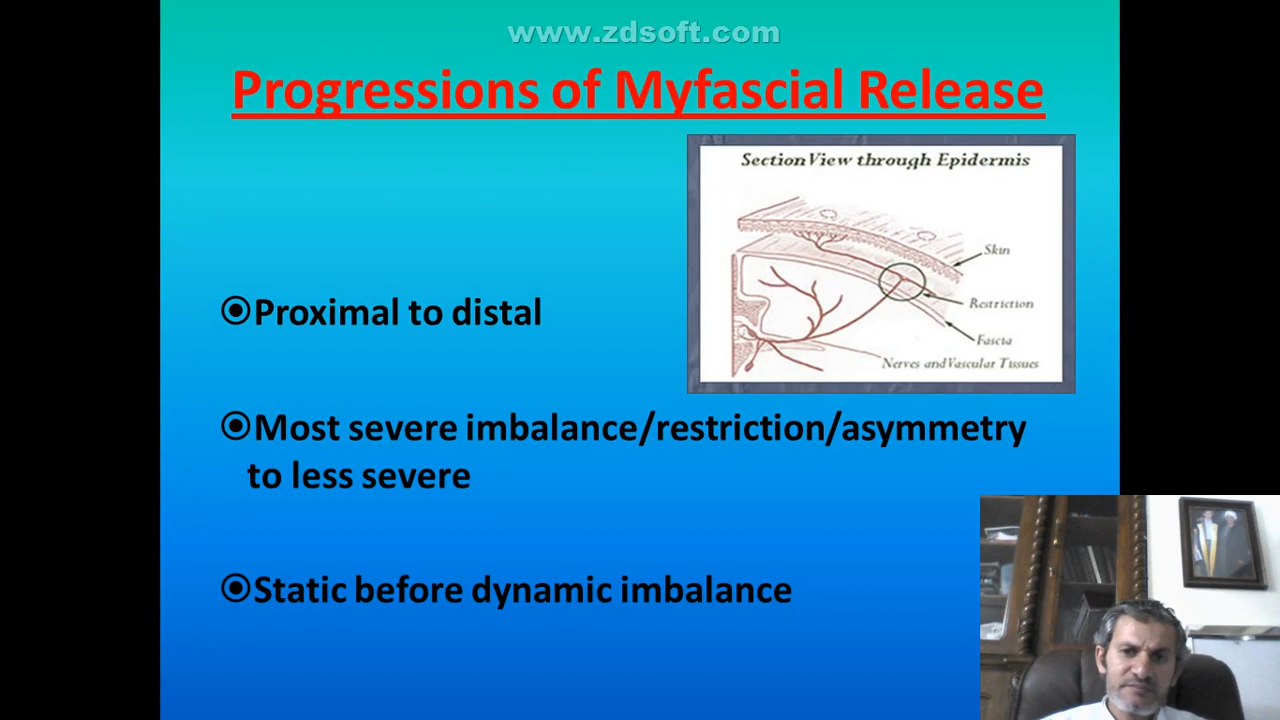 www.zdsoft.com
Progressions of Myfascial Release
Section View through Epidermis
Skin
Restriction
Fascia
Nerves and Vascular Tissues
Proximal to distal
Most severe imbalance/restriction/asymmetry
to less severe
Static before dynamic imbalance